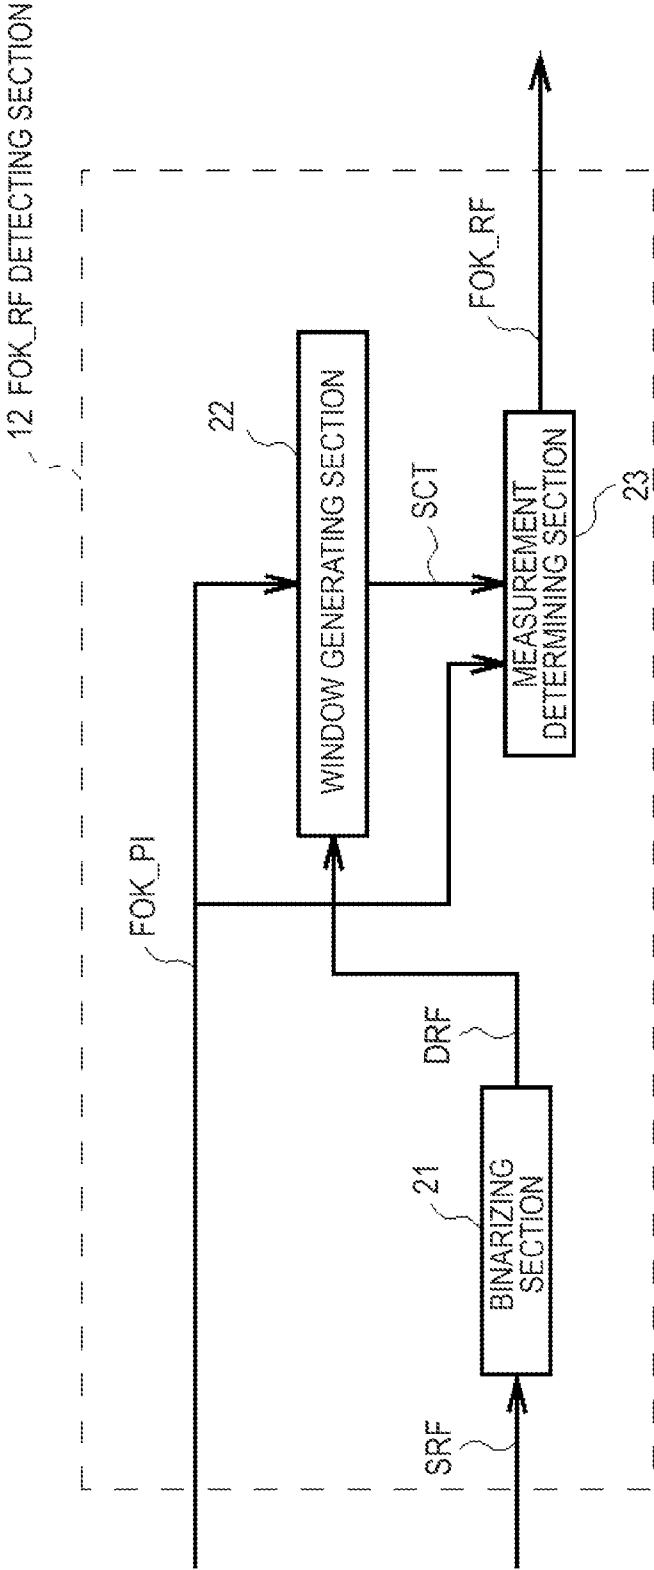 12 FOK_RF DETECTING SECTION
FOK_PI
22
WINDOW GENERATING SECTION
SCT
FOK_RF
MEASUREMENT
DETERMINING SECTION
23
DRF
21
BINARIZING
SECTION
SRF